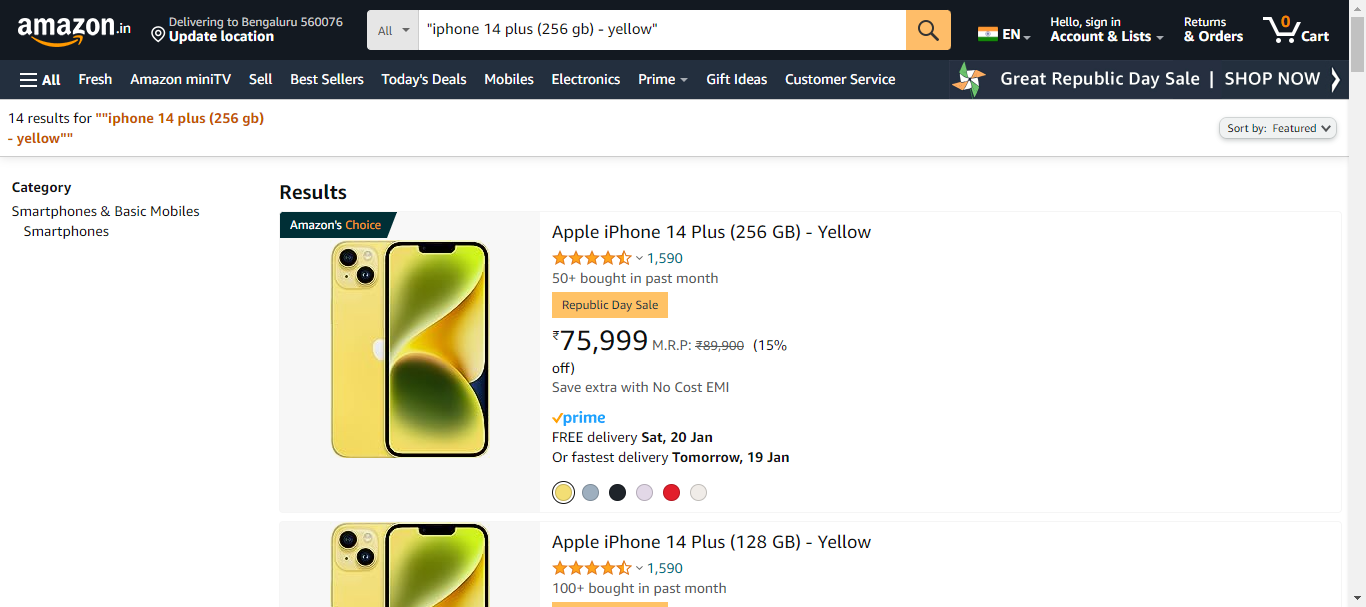 amazon.in
Delivering to Bengaluru 560076
Update location
All
"iphone 14 plus (256 gb) - yellow"
EN
Hello, sign in
Account & Lists
Returns
& Orders
0
Cart
All Fresh Amazon miniTV Sell Best Sellers Today's Deals Mobiles Electronics Prime Gift Ideas Customer Service
Great Republic Day Sale | SHOP NOW
14 results for ""iphone 14 plus (256 gb)
- yellow""
Sort by: Featured
Category
Smartphones & Basic Mobiles
Smartphones
Results
Amazon's Choice
Apple iPhone 14 Plus (256 GB) - Yellow
1,590
50+ bought in past month
Republic Day Sale
₹75,999 M.R.P: ₹89,900 (15%
off)
Save extra with No Cost EMI
prime
FREE delivery Sat, 20 Jan
Or fastest delivery Tomorrow, 19 Jan
Apple iPhone 14 Plus (128 GB) - Yellow
1,590
100+ bought in past month